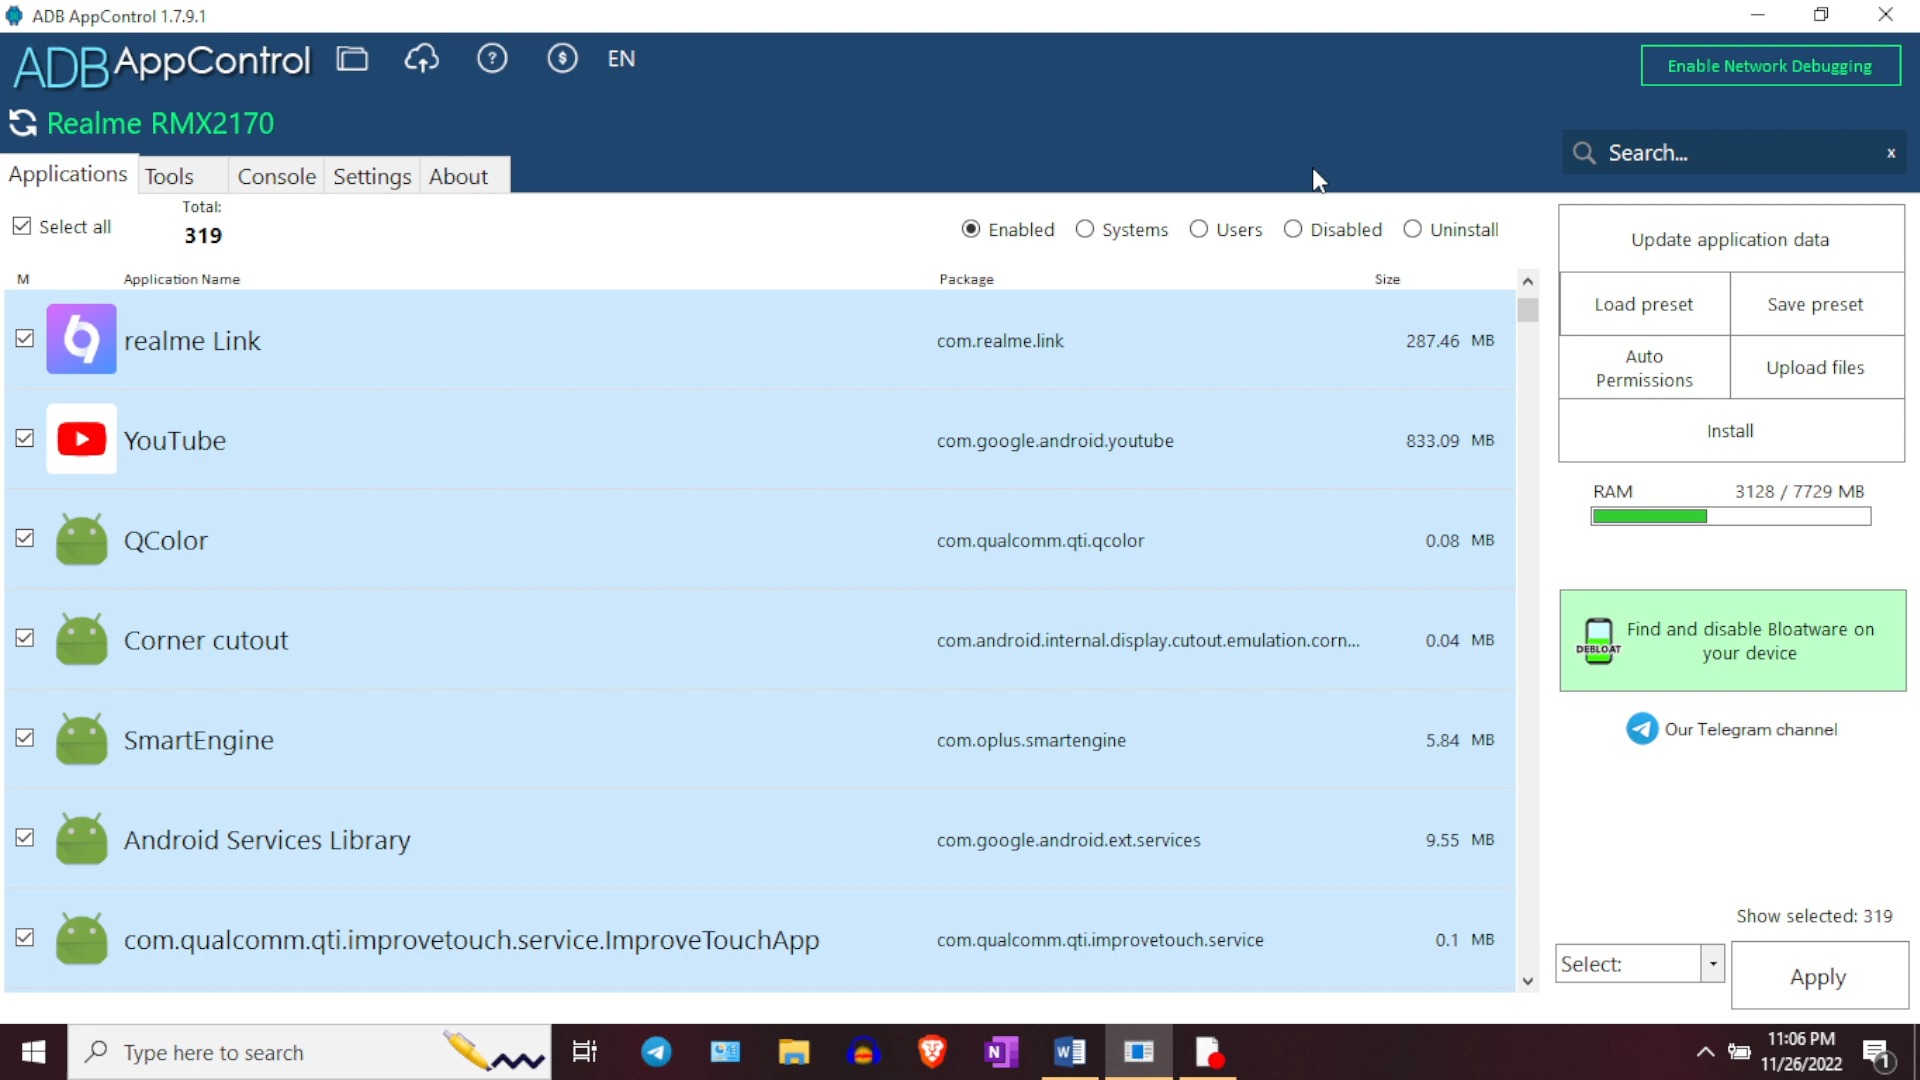 ADB AppControl 1.7.9.1
ADB AppControl
EN
Enable Network Debugging
Realme RMX2170
Search...
x
Applications
Tools
Console
Settings
About
Select all
Total:
319
Enabled
Systems
Users
Disabled
Uninstall
M
Application Name
Package
Size
realme Link
com.realme.link
287.46 MB
YouTube
com.google.android.youtube
833.09 MB
QColor
com.qualcomm.qti.qcolor
0.08 MB
Corner cutout
com.android.internal.display.cutout.emulation.corn...
0.04 MB
SmartEngine
com.oplus.smartengine
5.84 MB
Android Services Library
com.google.android.ext.services
9.55 MB
com.qualcomm.qti.improvetouch.service.ImproveTouchApp
com.qualcomm.qti.improvetouch.service
0.1 MB
Update application data
Load preset
Save preset
Auto
Permissions
Upload files
Install
RAM
3128 / 7729 MB
DEBLOAT
Find and disable Bloatware on
your device
Our Telegram channel
Show selected: 319
Select:
Apply
Type here to search
N
W
11:06 PM
11/26/2022
1